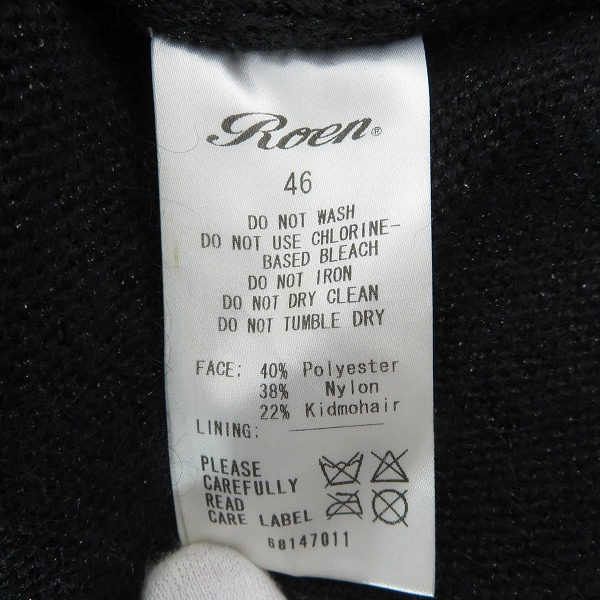 Roen®
46
DO NOT WASH
DO NOT USE CHLORINE-
BASED BLEACH
DO NOT IRON
DO NOT DRY CLEAN
DO NOT TUMBLE DRY
FACE: 40% Polyester
38% Nylon
22% Kidmohair
LINING:
PLEASE
CAREFULLY
READ
CARE LABEL
68147011